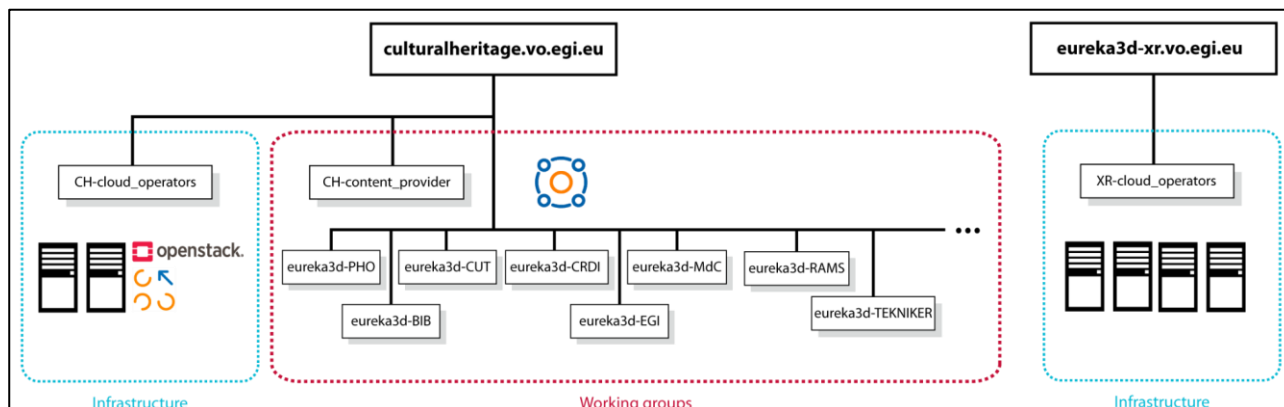 culturalheritage.vo.egi.eu
eureka3d-xr.vo.egi.eu
CH-cloud_operators
CH-content_provider
XR-cloud_operators
openstack.
eureka3d-PHO
eureka3d-CUT
eureka3d-CRDI
eureka3d-MdC
eureka3d-RAMS
...
eureka3d-BIB
eureka3d-EGI
eureka3d-TEKNIKER
Infrastructure
Working groups
Infrastructure